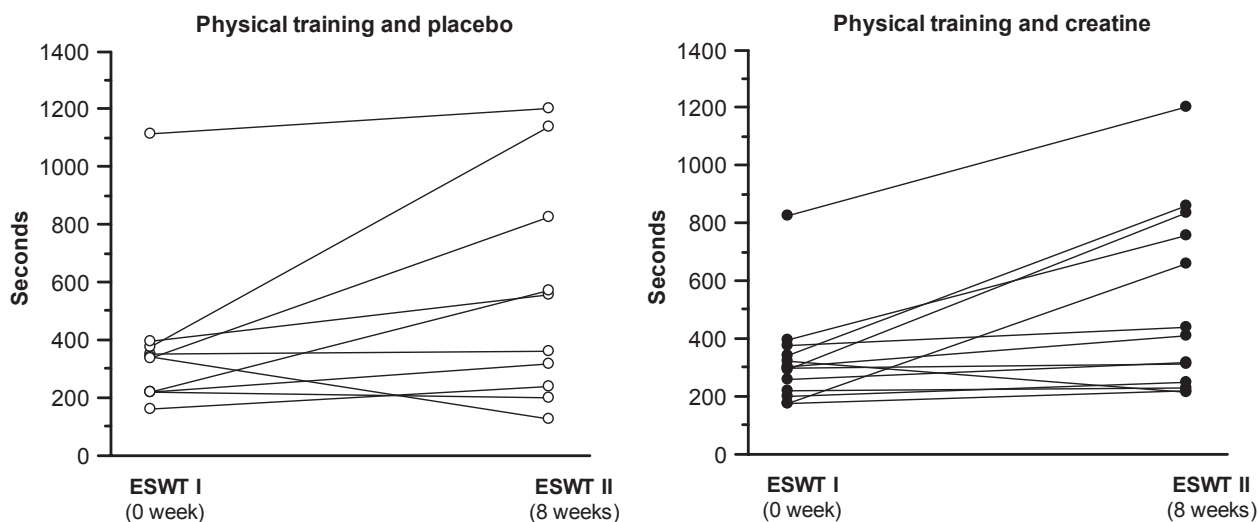 Physical training and placebo
1400
1200
1000
800
600
400
200
0
Seconds
ESWT I
(0 week)
ESWT II
(8 weeks)
Physical training and creatine
1400
1200
1000
800
600
400
200
0
Seconds
ESWT I
(0 week)
ESWT II
(8 weeks)